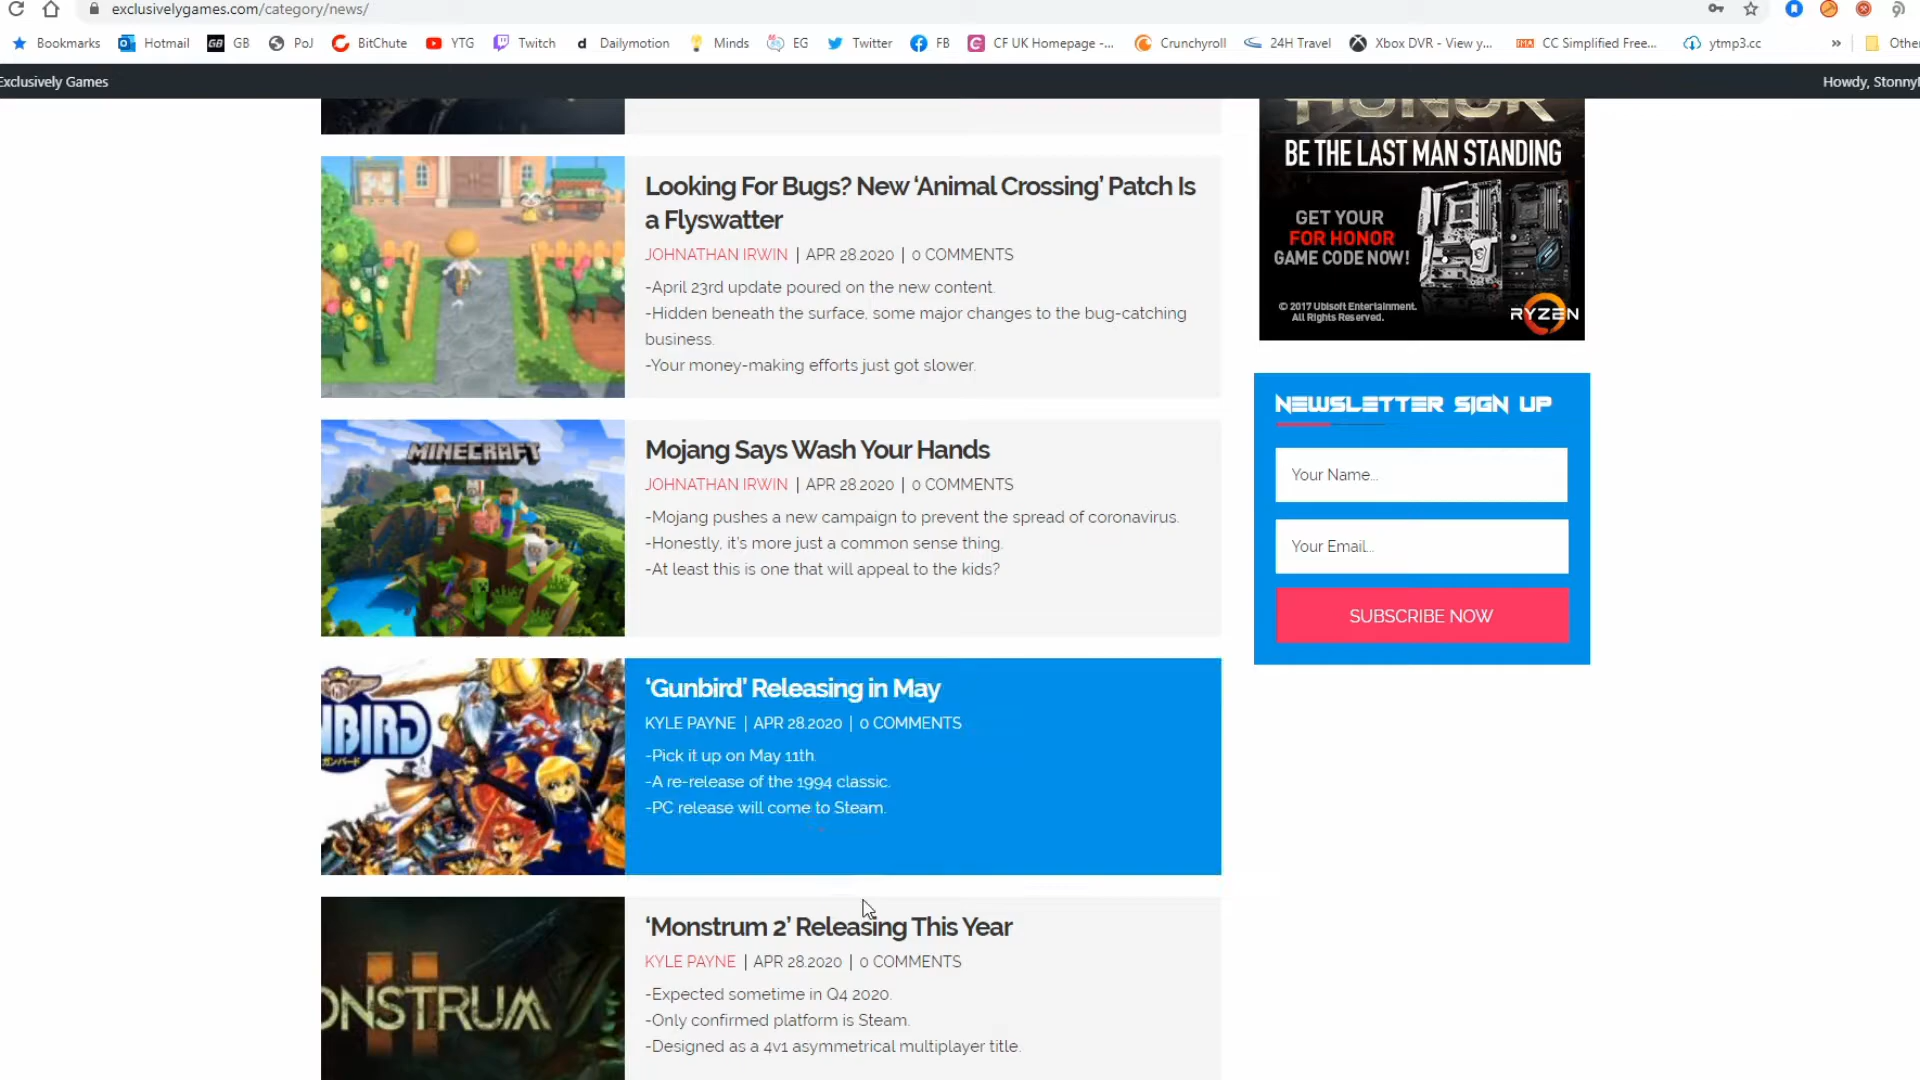 exclusivelygames.com/category/news/
Bookmarks Hotmail GB GB PoJ BitChute YTG Twitch d Dailymotion Minds EG Twitter FB CF UK Homepage -... Crunchyroll 24H Travel Xbox DVR - View y... CC Simplified Free... ytmp3.cc » Other
Exclusively Games
Howdy, Stonny
HONOR
BE THE LAST MAN STANDING
GET YOUR
FOR HONOR
GAME CODE NOW!
© 2017 Ubisoft Entertainment.
All Rights Reserved.
RYZEN
Looking For Bugs? New ‘Animal Crossing’ Patch Is
a Flyswatter
JOHNATHAN IRWIN | APR 28.2020 | 0 COMMENTS
-April 23rd update poured on the new content.
-Hidden beneath the surface, some major changes to the bug-catching
business.
-Your money-making efforts just got slower.
NEWSLETTER SIGN UP
Your Name...
Your Email...
SUBSCRIBE NOW
MINECRAFT
Mojang Says Wash Your Hands
JOHNATHAN IRWIN | APR 28.2020 | 0 COMMENTS
-Mojang pushes a new campaign to prevent the spread of coronavirus.
-Honestly, it's more just a common sense thing.
-At least this is one that will appeal to the kids?
NBIRD
ガンバード
‘Gunbird’ Releasing in May
KYLE PAYNE | APR 28.2020 | 0 COMMENTS
-Pick it up on May 11th.
-A re-release of the 1994 classic.
-PC release will come to Steam.
ONSTRUM
‘Monstrum 2’ Releasing This Year
KYLE PAYNE | APR 28.2020 | 0 COMMENTS
-Expected sometime in Q4 2020.
-Only confirmed platform is Steam.
-Designed as a 4v1 asymmetrical multiplayer title.